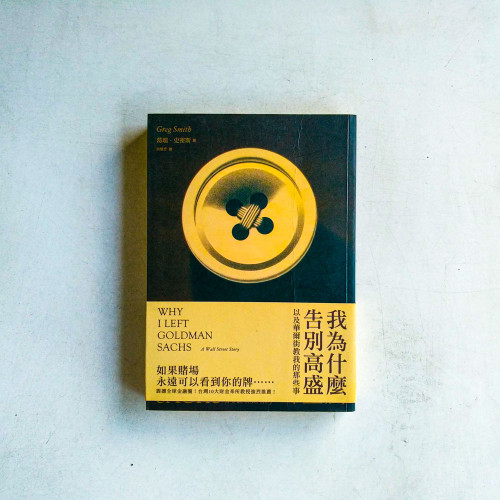 Greg Smith
葛瑞・史密斯 著
我為什麼
告別高盛
以及華爾街教我的那些事
WHY
I LEFT
GOLDMAN
SACHS
A Wall Street Story
如果賭場
永遠可以看到你的牌……